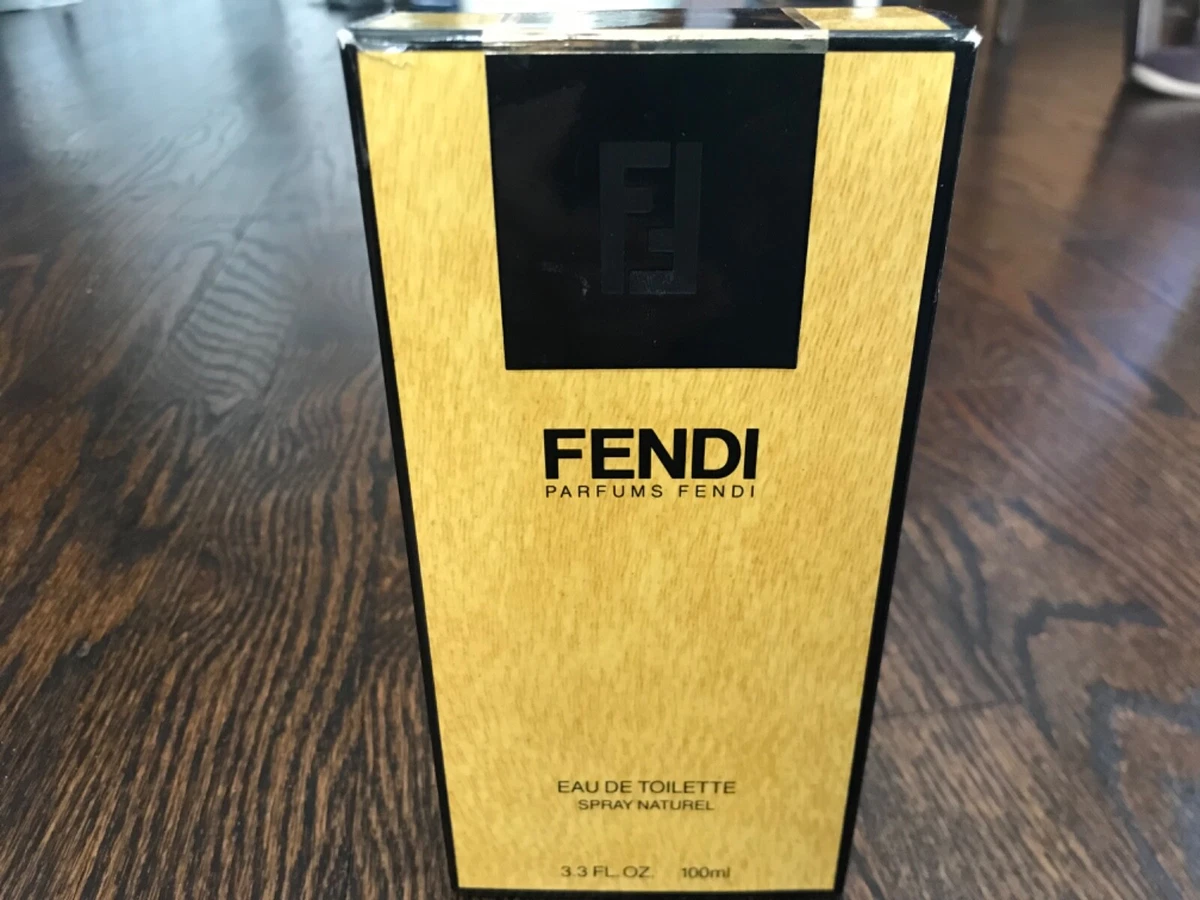 FENDI
PARFUMS FENDI
EAU DE TOILETTE
SPRAY NATUREL
3.3 FL. OZ. 100ml